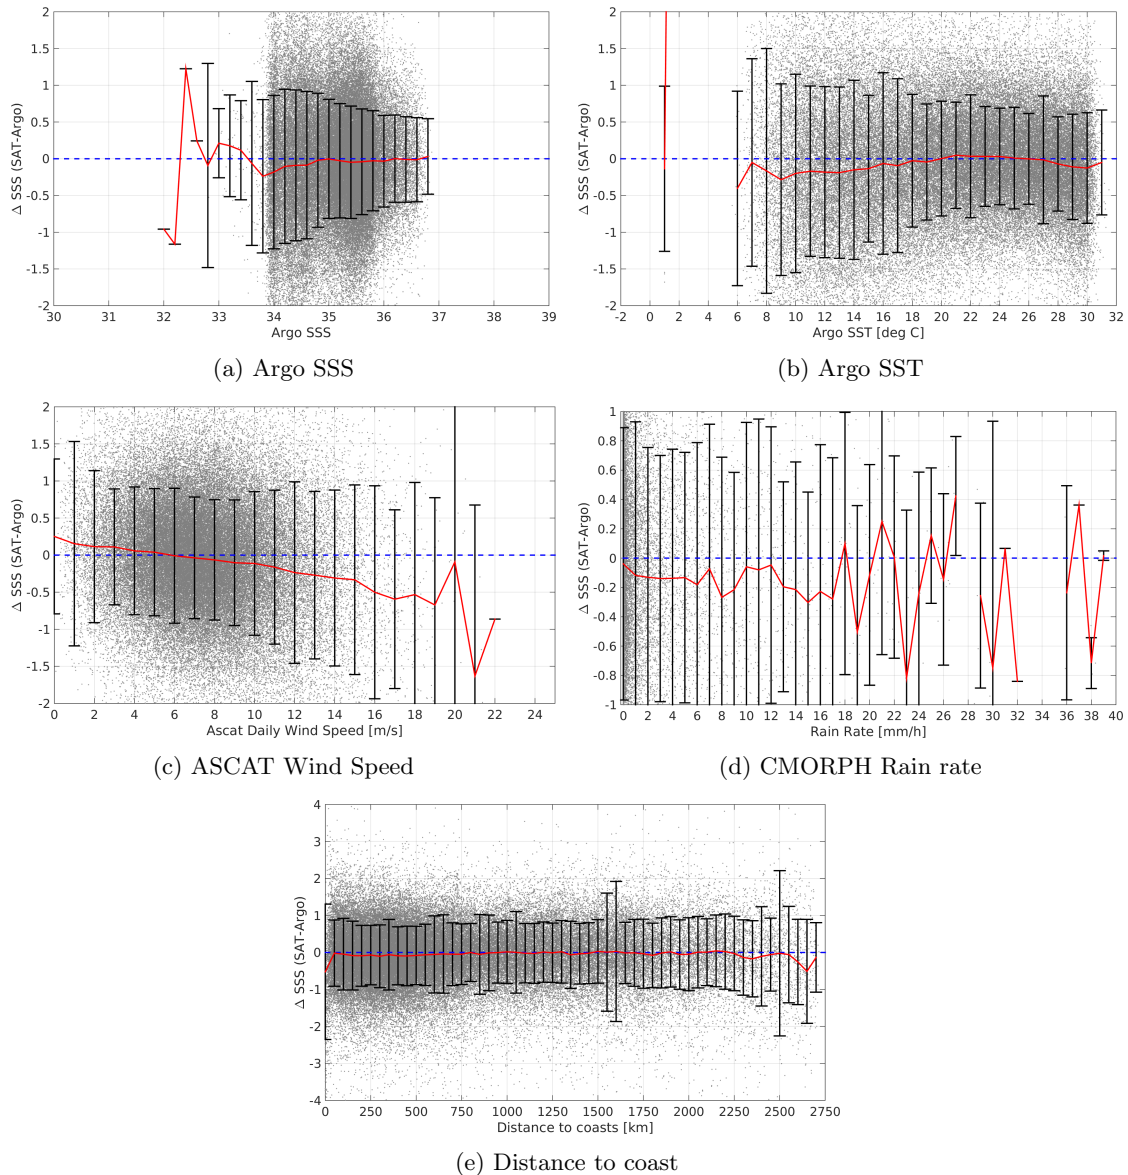 2
1.5
1
0.5
0
-0.5
-1
-1.5
-2
Δ SSS (SAT-Argo)
30 31 32 33 34 35 36 37 38 39
Argo SSS
(a) Argo SSS
2
1.5
1
0.5
0
-0.5
-1
-1.5
-2
Δ SSS (SAT-Argo)
-2 0 2 4 6 8 10 12 14 16 18 20 22 24 26 28 30 32
Argo SST [deg C]
(b) Argo SST
2
1.5
1
0.5
0
-0.5
-1
-1.5
-2
Δ SSS (SAT-Argo)
0 2 4 6 8 10 12 14 16 18 20 22 24
Ascat Daily Wind Speed [m/s]
(c) ASCAT Wind Speed
1
0.8
0.6
0.4
0.2
0
-0.2
-0.4
-0.6
-0.8
-1
Δ SSS (SAT-Argo)
0 2 4 6 8 10 12 14 16 18 20 22 24 26 28 30 32 34 36 38 40
Rain Rate [mm/h]
(d) CMORPH Rain rate
4
3
2
1
0
-1
-2
-3
-4
Δ SSS (SAT-Argo)
0 250 500 750 1000 1250 1500 1750 2000 2250 2500 2750
Distance to coasts [km]
(e) Distance to coast